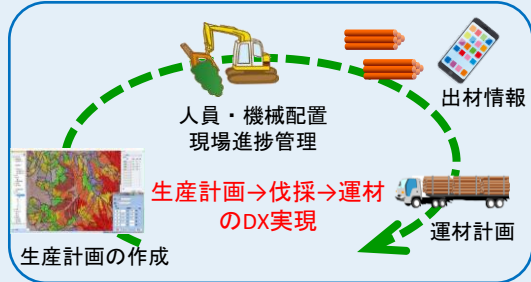 人員・機械配置
現場進捗管理
出材情報
生産計画→伐採→運材
のDX実現
運材計画
生産計画の作成